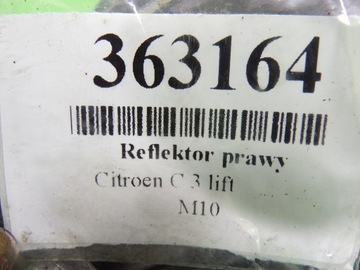 363164
Reflektor prawy
Citroen C 3 lift
M10